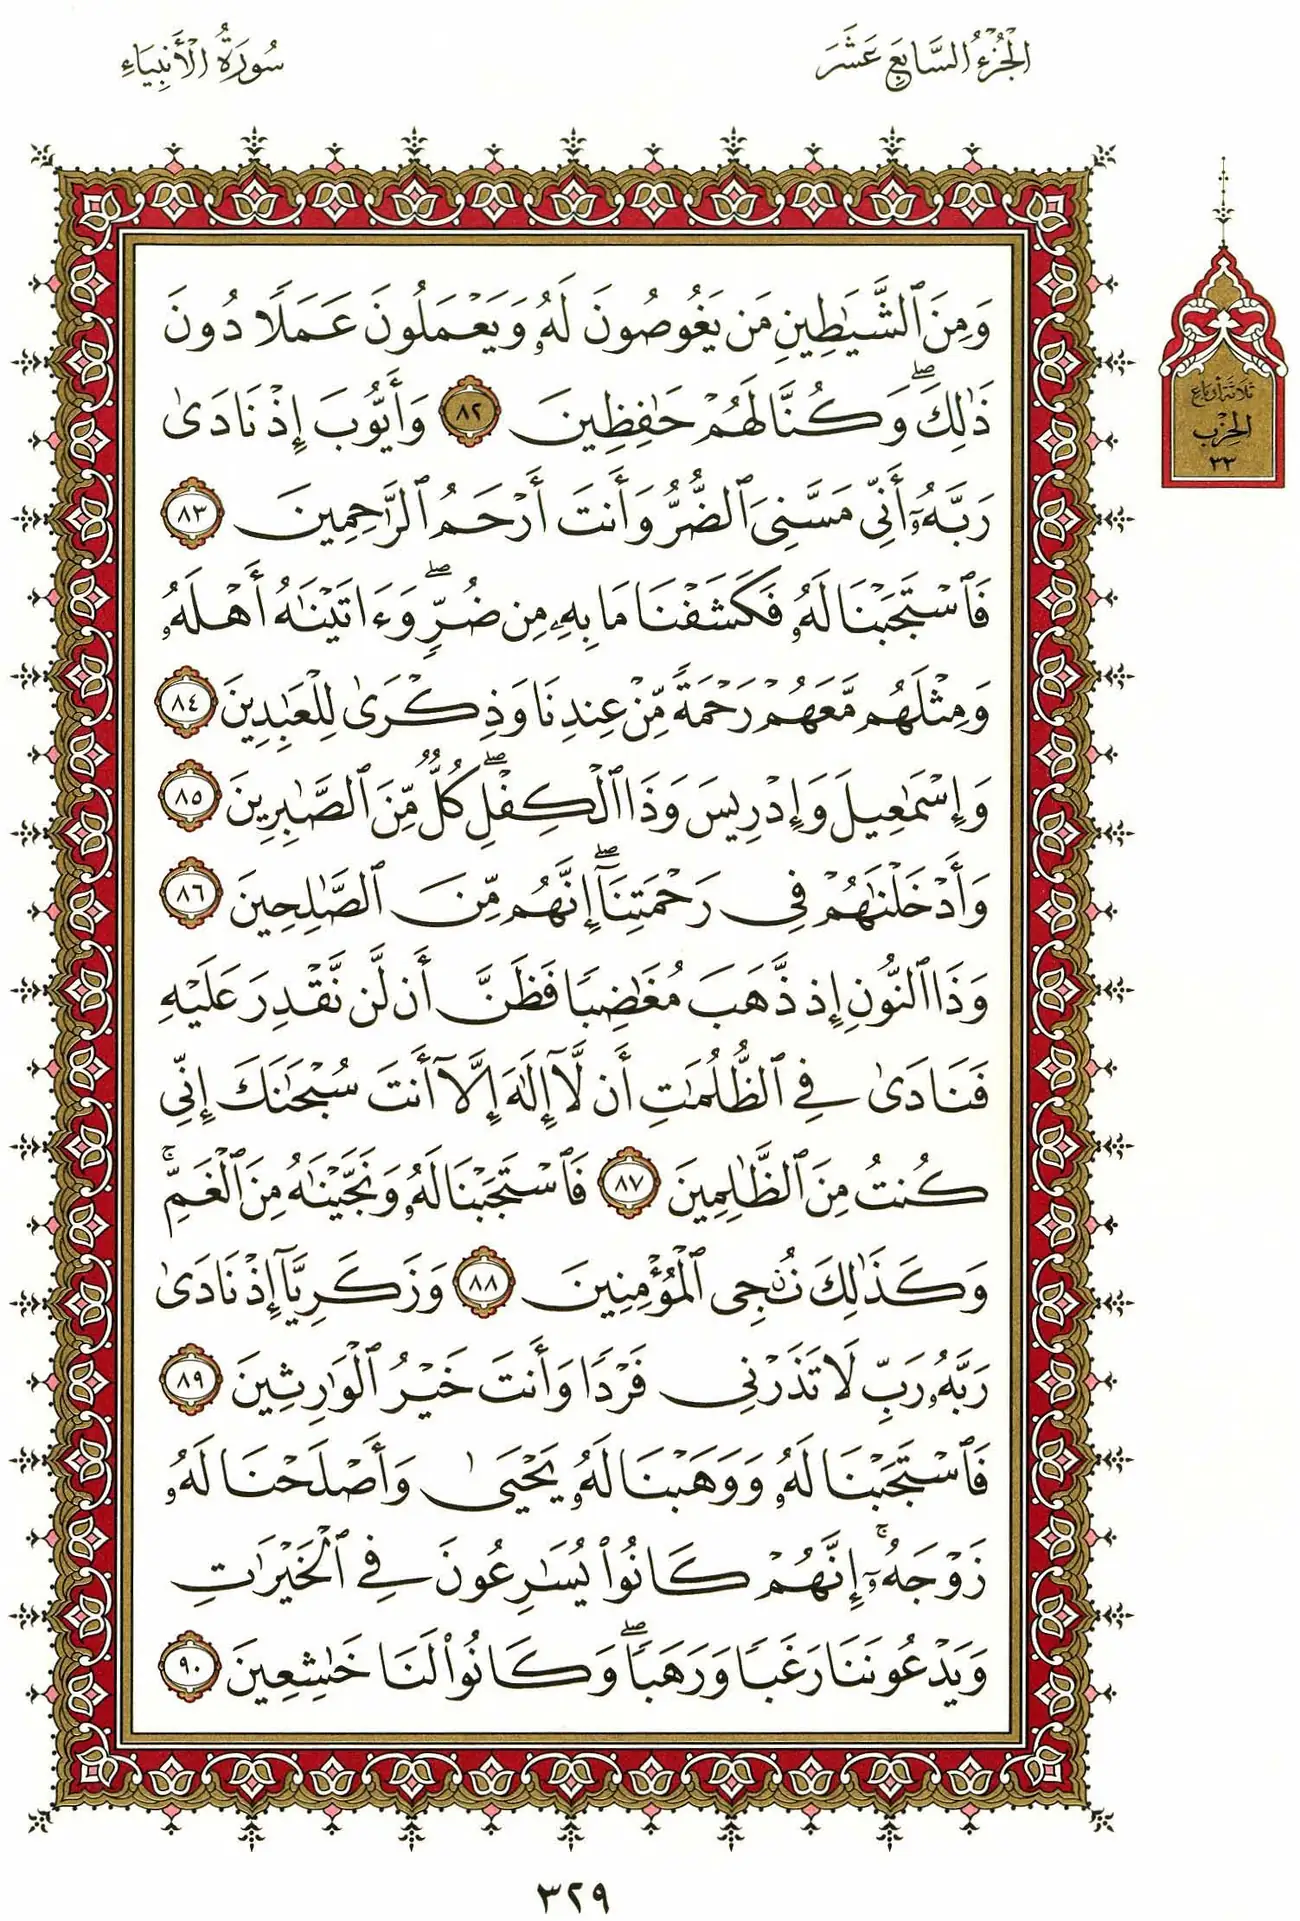 الجزء السابع عشر
سورة الأنبياء
وَمِنَ ٱلشَّيَٰطِينِ مَن يَغُوصُونَ لَهُۥ وَيَعْمَلُونَ عَمَلًا دُونَ
ذَٰلِكَۖ وَكُنَّا لَهُمْ حَٰفِظِينَ ٨٢ وَأَيُّوبَ إِذْ نَادَىٰ
رَبَّهُۥٓ أَنِّى مَسَّنِىَ ٱلضُّرُّ وَأَنتَ أَرْحَمُ ٱلرَّٰحِمِينَ ٨٣
فَٱسْتَجَبْنَا لَهُۥ فَكَشَفْنَا مَا بِهِۦ مِن ضُرٍّۖ وَءَاتَيْنَٰهُ أَهْلَهُۥ
وَمِثْلَهُم مَّعَهُمْ رَحْمَةً مِّنْ عِندِنَا وَذِكْرَىٰ لِلْعَٰبِدِينَ ٨٤
وَإِسْمَٰعِيلَ وَإِدْرِيسَ وَذَا ٱلْكِفْلِۖ كُلٌّ مِّنَ ٱلصَّٰبِرِينَ ٨٥
وَأَدْخَلْنَٰهُمْ فِى رَحْمَتِنَآۖ إِنَّهُم مِّنَ ٱلصَّٰلِحِينَ ٨٦
وَذَا ٱلنُّونِ إِذ ذَّهَبَ مُغَٰضِبًا فَظَنَّ أَن لَّن نَّقْدِرَ عَلَيْهِ
فَنَادَىٰ فِى ٱلظُّلُمَٰتِ أَن لَّآ إِلَٰهَ إِلَّآ أَنتَ سُبْحَٰنَكَ إِنِّى
كُنتُ مِنَ ٱلظَّٰلِمِينَ ٨٧ فَٱسْتَجَبْنَا لَهُۥ وَنَجَّيْنَٰهُ مِنَ ٱلْغَمِّۚ
وَكَذَٰلِكَ نُـۨجِى ٱلْمُؤْمِنِينَ ٨٨ وَزَكَرِيَّآ إِذْ نَادَىٰ
رَبَّهُۥ رَبِّ لَا تَذَرْنِى فَرْدًا وَأَنتَ خَيْرُ ٱلْوَٰرِثِينَ ٨٩
فَٱسْتَجَبْنَا لَهُۥ وَوَهَبْنَا لَهُۥ يَحْيَىٰ وَأَصْلَحْنَا لَهُۥ
زَوْجَهُۥٓۚ إِنَّهُمْ كَانُوا۟ يُسَٰرِعُونَ فِى ٱلْخَيْرَٰتِ
وَيَدْعُونَنَا رَغَبًا وَرَهَبًاۖ وَكَانُوا۟ لَنَا خَٰشِعِينَ ٩٠
ثلاثة أرباع
الحزب
٣٣
٣٢٩